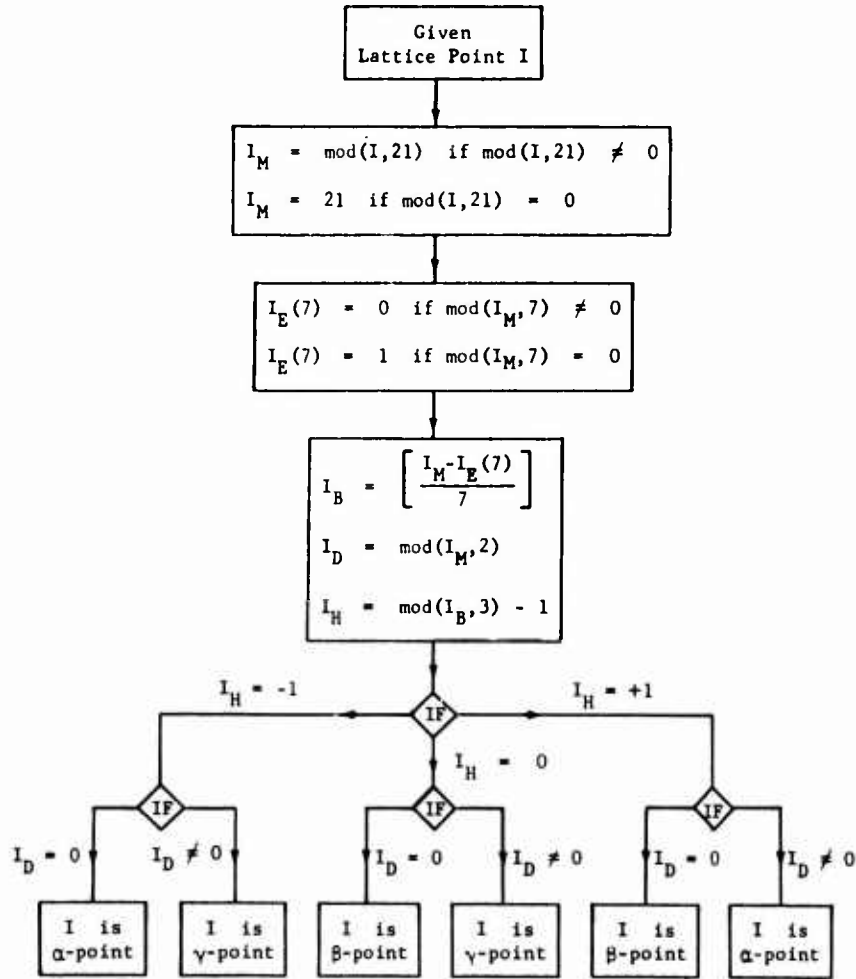 Given
Lattice Point I
I_M = mod(I,21) if mod(I,21) ≠ 0
I_M = 21 if mod(I,21) = 0
I_E(7) = 0 if mod(I_M,7) ≠ 0
I_E(7) = 1 if mod(I_M,7) = 0
I_B = [ (I_M-I_E(7))/7 ]
I_D = mod(I_M,2)
I_H = mod(I_B,3) - 1
I_H = -1
IF
I_H = +1
I_H = 0
IF
IF
IF
I_D = 0
I_D ≠ 0
I_D = 0
I_D ≠ 0
I_D = 0
I_D ≠ 0
I is
α-point
I is
γ-point
I is
β-point
I is
γ-point
I is
β-point
I is
α-point